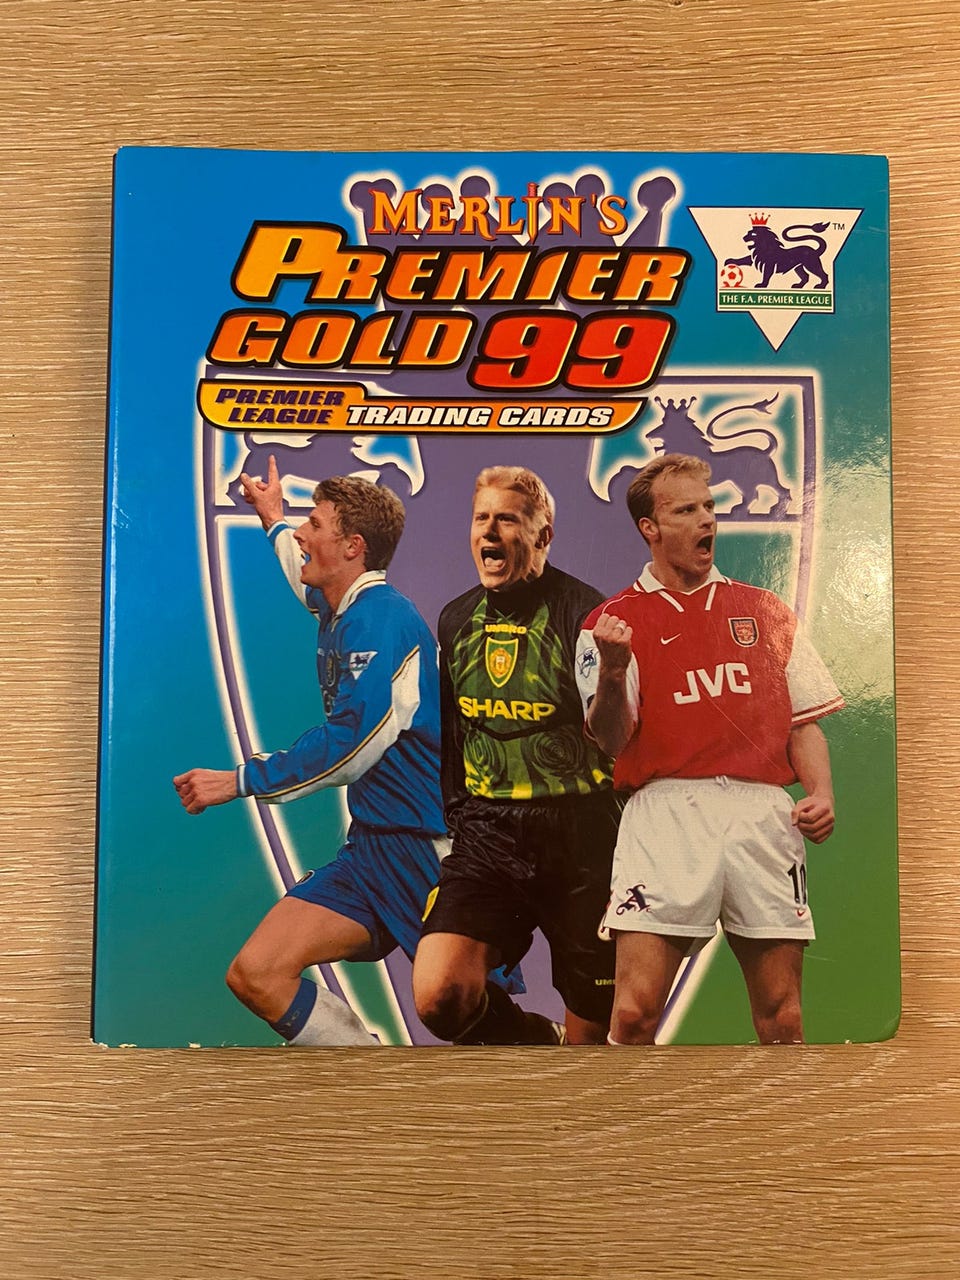 MERLIN'S
PREMIER
GOLD 99
PREMIER
LEAGUE
TRADING CARDS
TM
THE F.A. PREMIER LEAGUE
UMBRO
SHARP
JVC
A
10